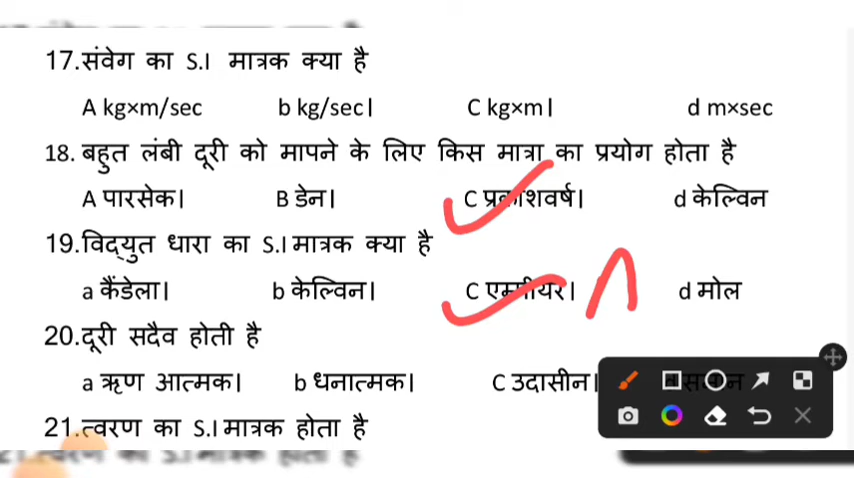 17.संवेग का S.I मात्रक क्या है
A kg×m/sec b kg/sec। C kg×m। d m×sec
18. बहुत लंबी दूरी को मापने के लिए किस मात्रा का प्रयोग होता है
A पारसेक। B डेन। C प्रकाशवर्ष। d केल्विन
19.विद्युत धारा का S.I मात्रक क्या है
a कैंडेला। b केल्विन। C एम्पीयर। d मोल
20.दूरी सदैव होती है
a ऋण आत्मक। b धनात्मक। C उदासीन।
21.त्वरण का S.I मात्रक होता है